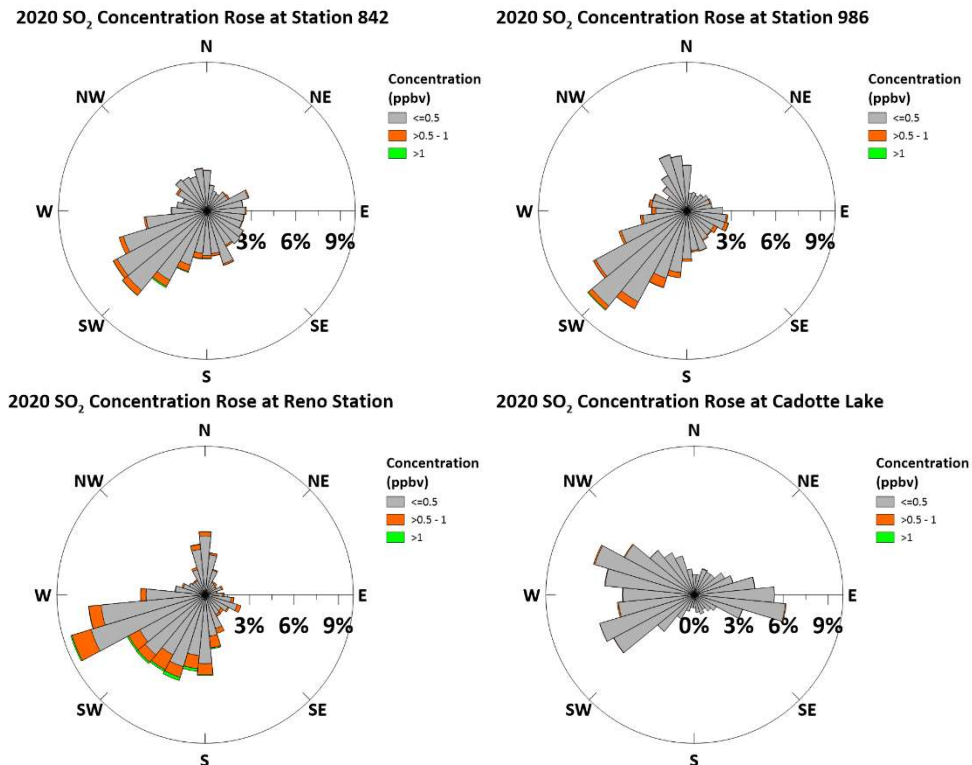 2020 SO₂ Concentration Rose at Station 842
N
NW
NE
W
E
3% 6% 9%
SW
SE
S
Concentration
(ppbv)
<=0.5
>0.5 - 1
>1
2020 SO₂ Concentration Rose at Station 986
N
NW
NE
W
E
3% 6% 9%
SW
SE
S
Concentration
(ppbv)
<=0.5
>0.5 - 1
>1
2020 SO₂ Concentration Rose at Reno Station
N
NW
NE
W
E
3% 6% 9%
SW
SE
S
Concentration
(ppbv)
<=0.5
>0.5 - 1
>1
2020 SO₂ Concentration Rose at Cadotte Lake
N
NW
NE
W
E
0% 3% 6% 9%
SW
SE
S
Concentration
(ppbv)
<=0.5
>0.5 - 1
>1